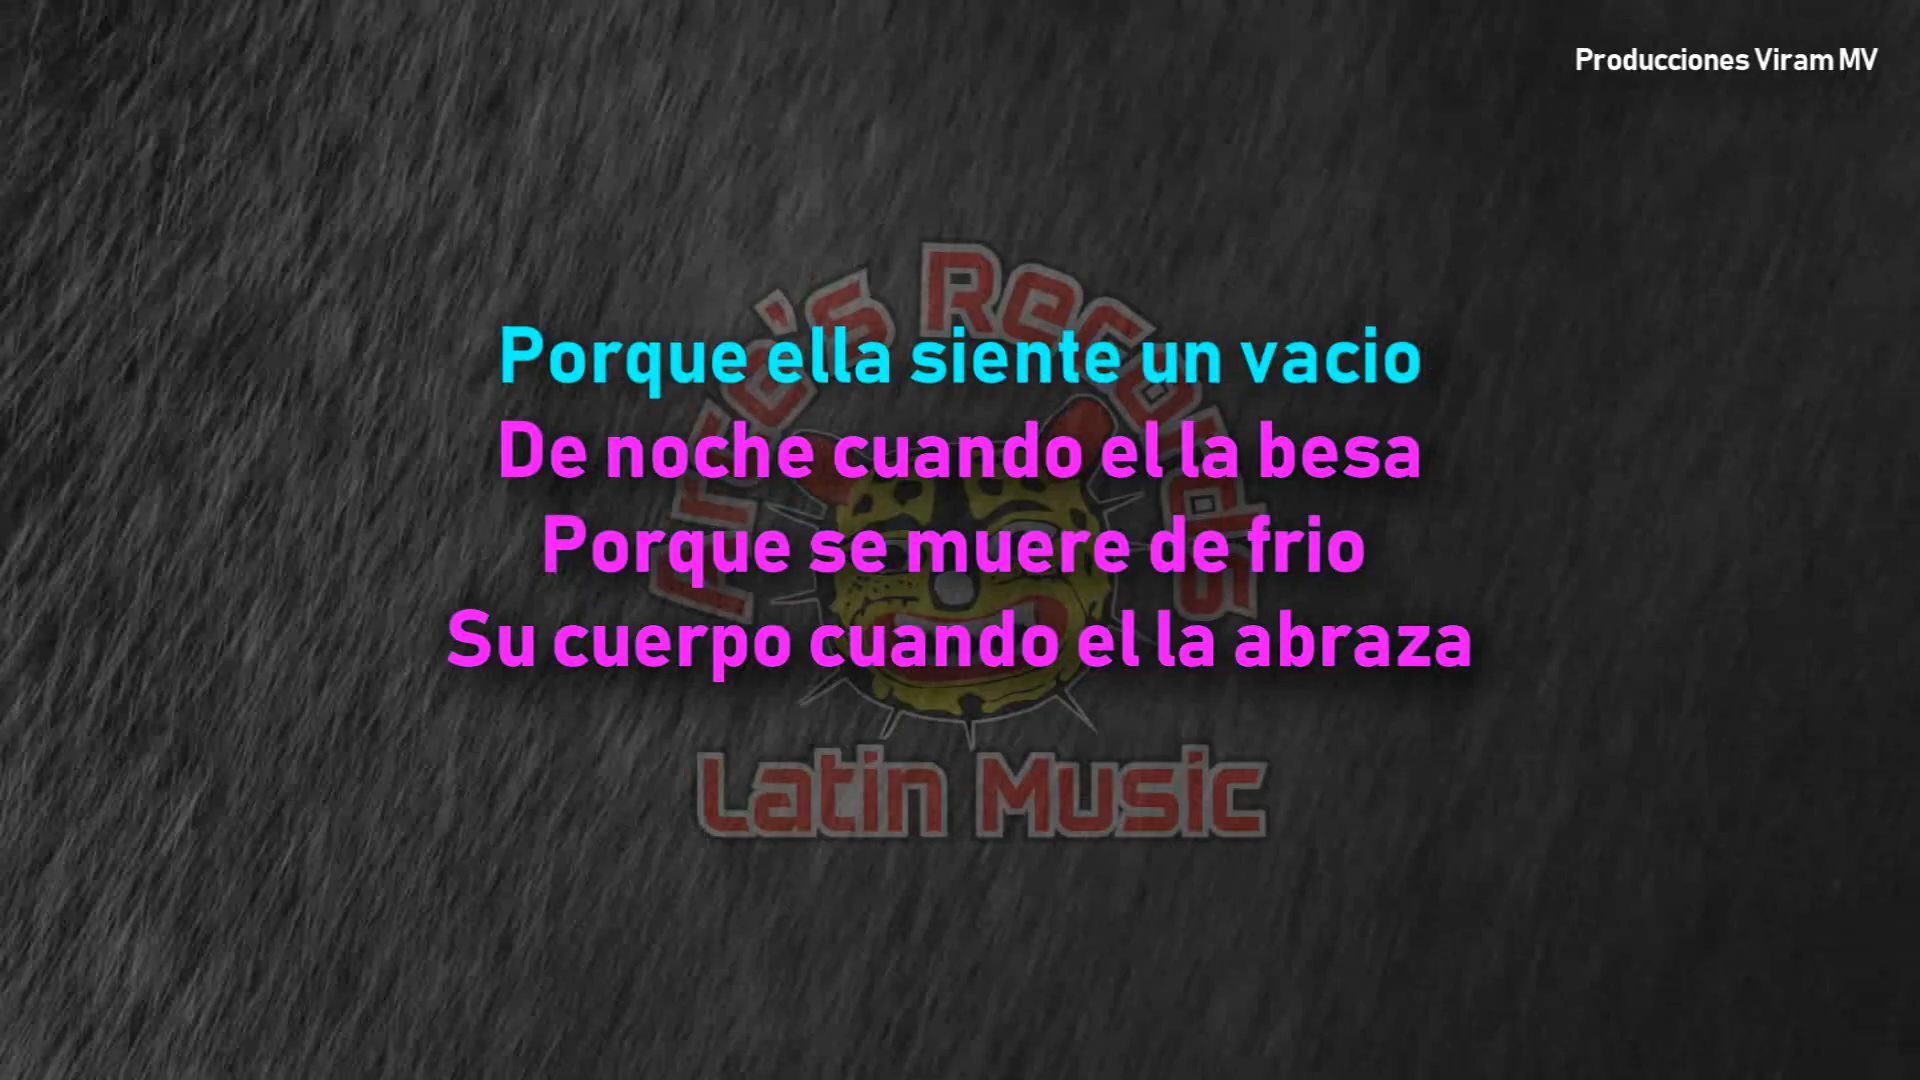 Producciones Viram MV
Records
Porque ella siente un vacio
De noche cuando el la besa
Porque se muere de frio
Su cuerpo cuando el la abraza
Latin Music